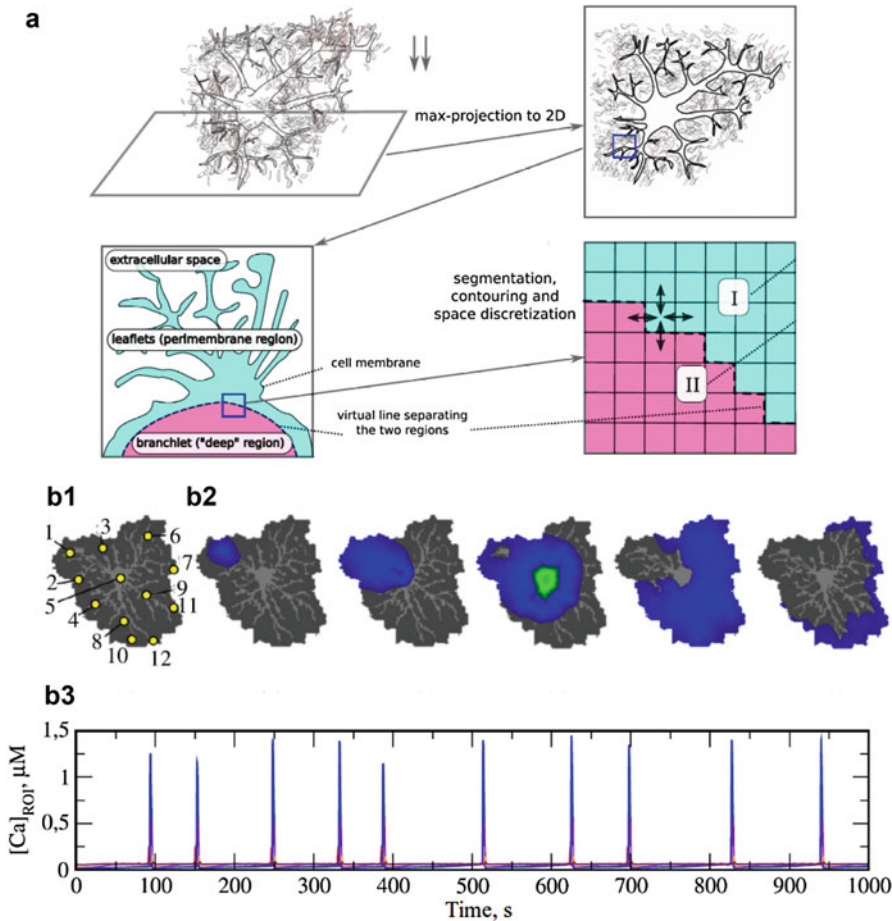 a
max-projection to 2D
extracellular space
leaflets (perimembrane region)
cell membrane
virtual line separating
the two regions
branchlet ("deep" region)
segmentation,
contouring and
space discretization
I
II
b1
b2
1
3
6
2
7
5
9
4
11
8
10
12
b3
[Ca]ROI, μM
1,5
1
0,5
0
0 100 200 300 400 500 600 700 800 900 1000
Time, s